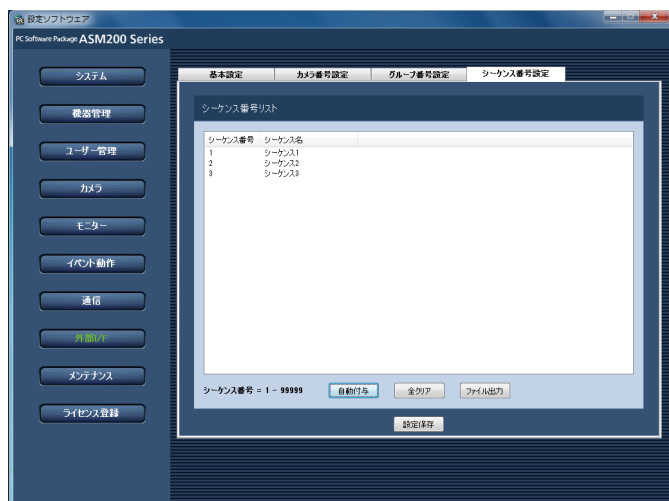 設定ソフトウェア
PC Software Package ASM200 Series
システム
機器管理
ユーザー管理
カメラ
モニター
イベント動作
通信
外部I/F
メンテナンス
ライセンス登録
基本設定 カメラ番号設定 グループ番号設定 シーケンス番号設定
シーケンス番号リスト
シーケンス番号 シーケンス名
1 シーケンス1
2 シーケンス2
3 シーケンス3
シーケンス番号 = 1 - 99999 自動付与 全クリア ファイル出力
設定保存